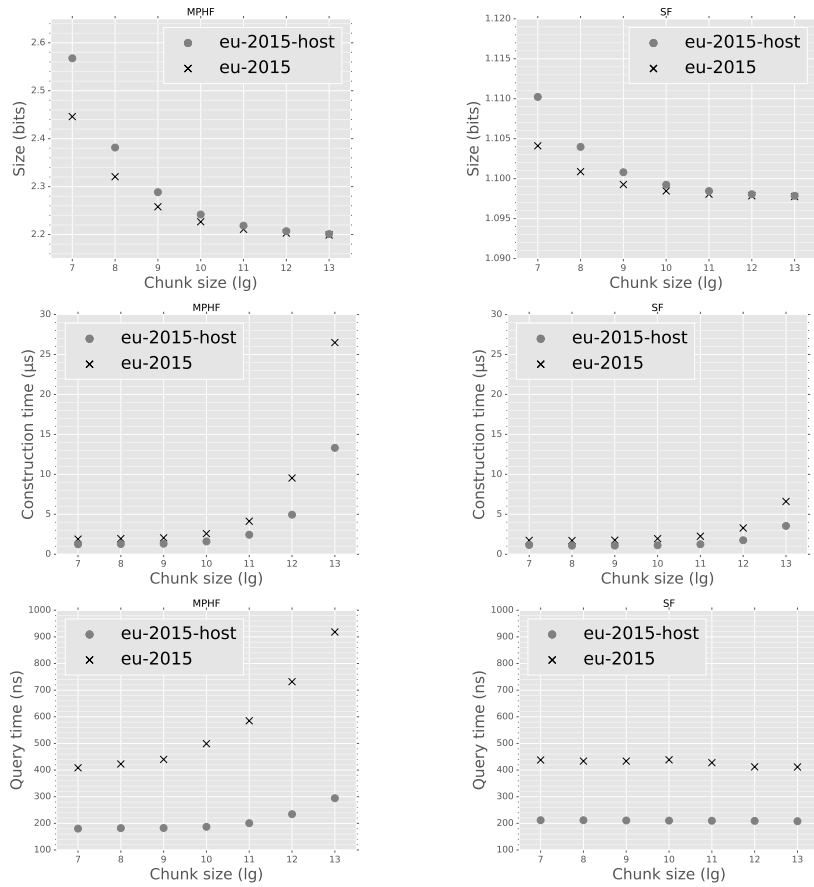 MPHF
2.6
2.5
2.4
2.3
2.2
7 8 9 10 11 12 13
Chunk size (lg)
Size (bits)
eu-2015-host
eu-2015
SF
1.120
1.115
1.110
1.105
1.100
1.095
1.090
7 8 9 10 11 12 13
Chunk size (lg)
Size (bits)
eu-2015-host
eu-2015
MPHF
30
25
20
15
10
5
0
7 8 9 10 11 12 13
Chunk size (lg)
Construction time (µs)
eu-2015-host
eu-2015
SF
30
25
20
15
10
5
0
7 8 9 10 11 12 13
Chunk size (lg)
Construction time (µs)
eu-2015-host
eu-2015
MPHF
1000
900
800
700
600
500
400
300
200
100
7 8 9 10 11 12 13
Chunk size (lg)
Query time (ns)
eu-2015-host
eu-2015
SF
1000
900
800
700
600
500
400
300
200
100
7 8 9 10 11 12 13
Chunk size (lg)
Query time (ns)
eu-2015-host
eu-2015